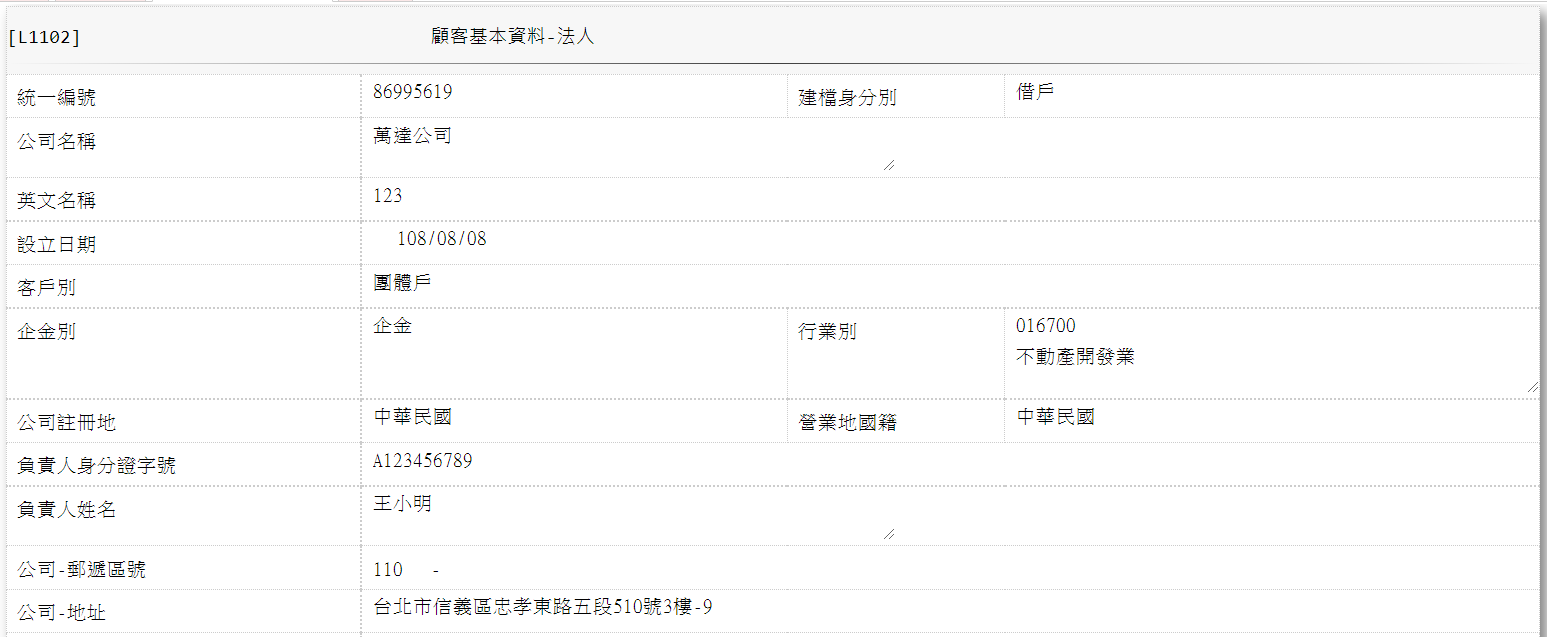 [L1102] 顧客基本資料-法人
統一編號 86995619 建檔身分別 借戶
公司名稱 萬達公司
英文名稱 123
設立日期 108/08/08
客戶別 團體戶
企金別 企金 行業別 016700
不動產開發業
公司註冊地 中華民國 營業地國籍 中華民國
負責人身分證字號 A123456789
負責人姓名 王小明
公司-郵遞區號 110 -
公司-地址 台北市信義區忠孝東路五段510號3樓-9